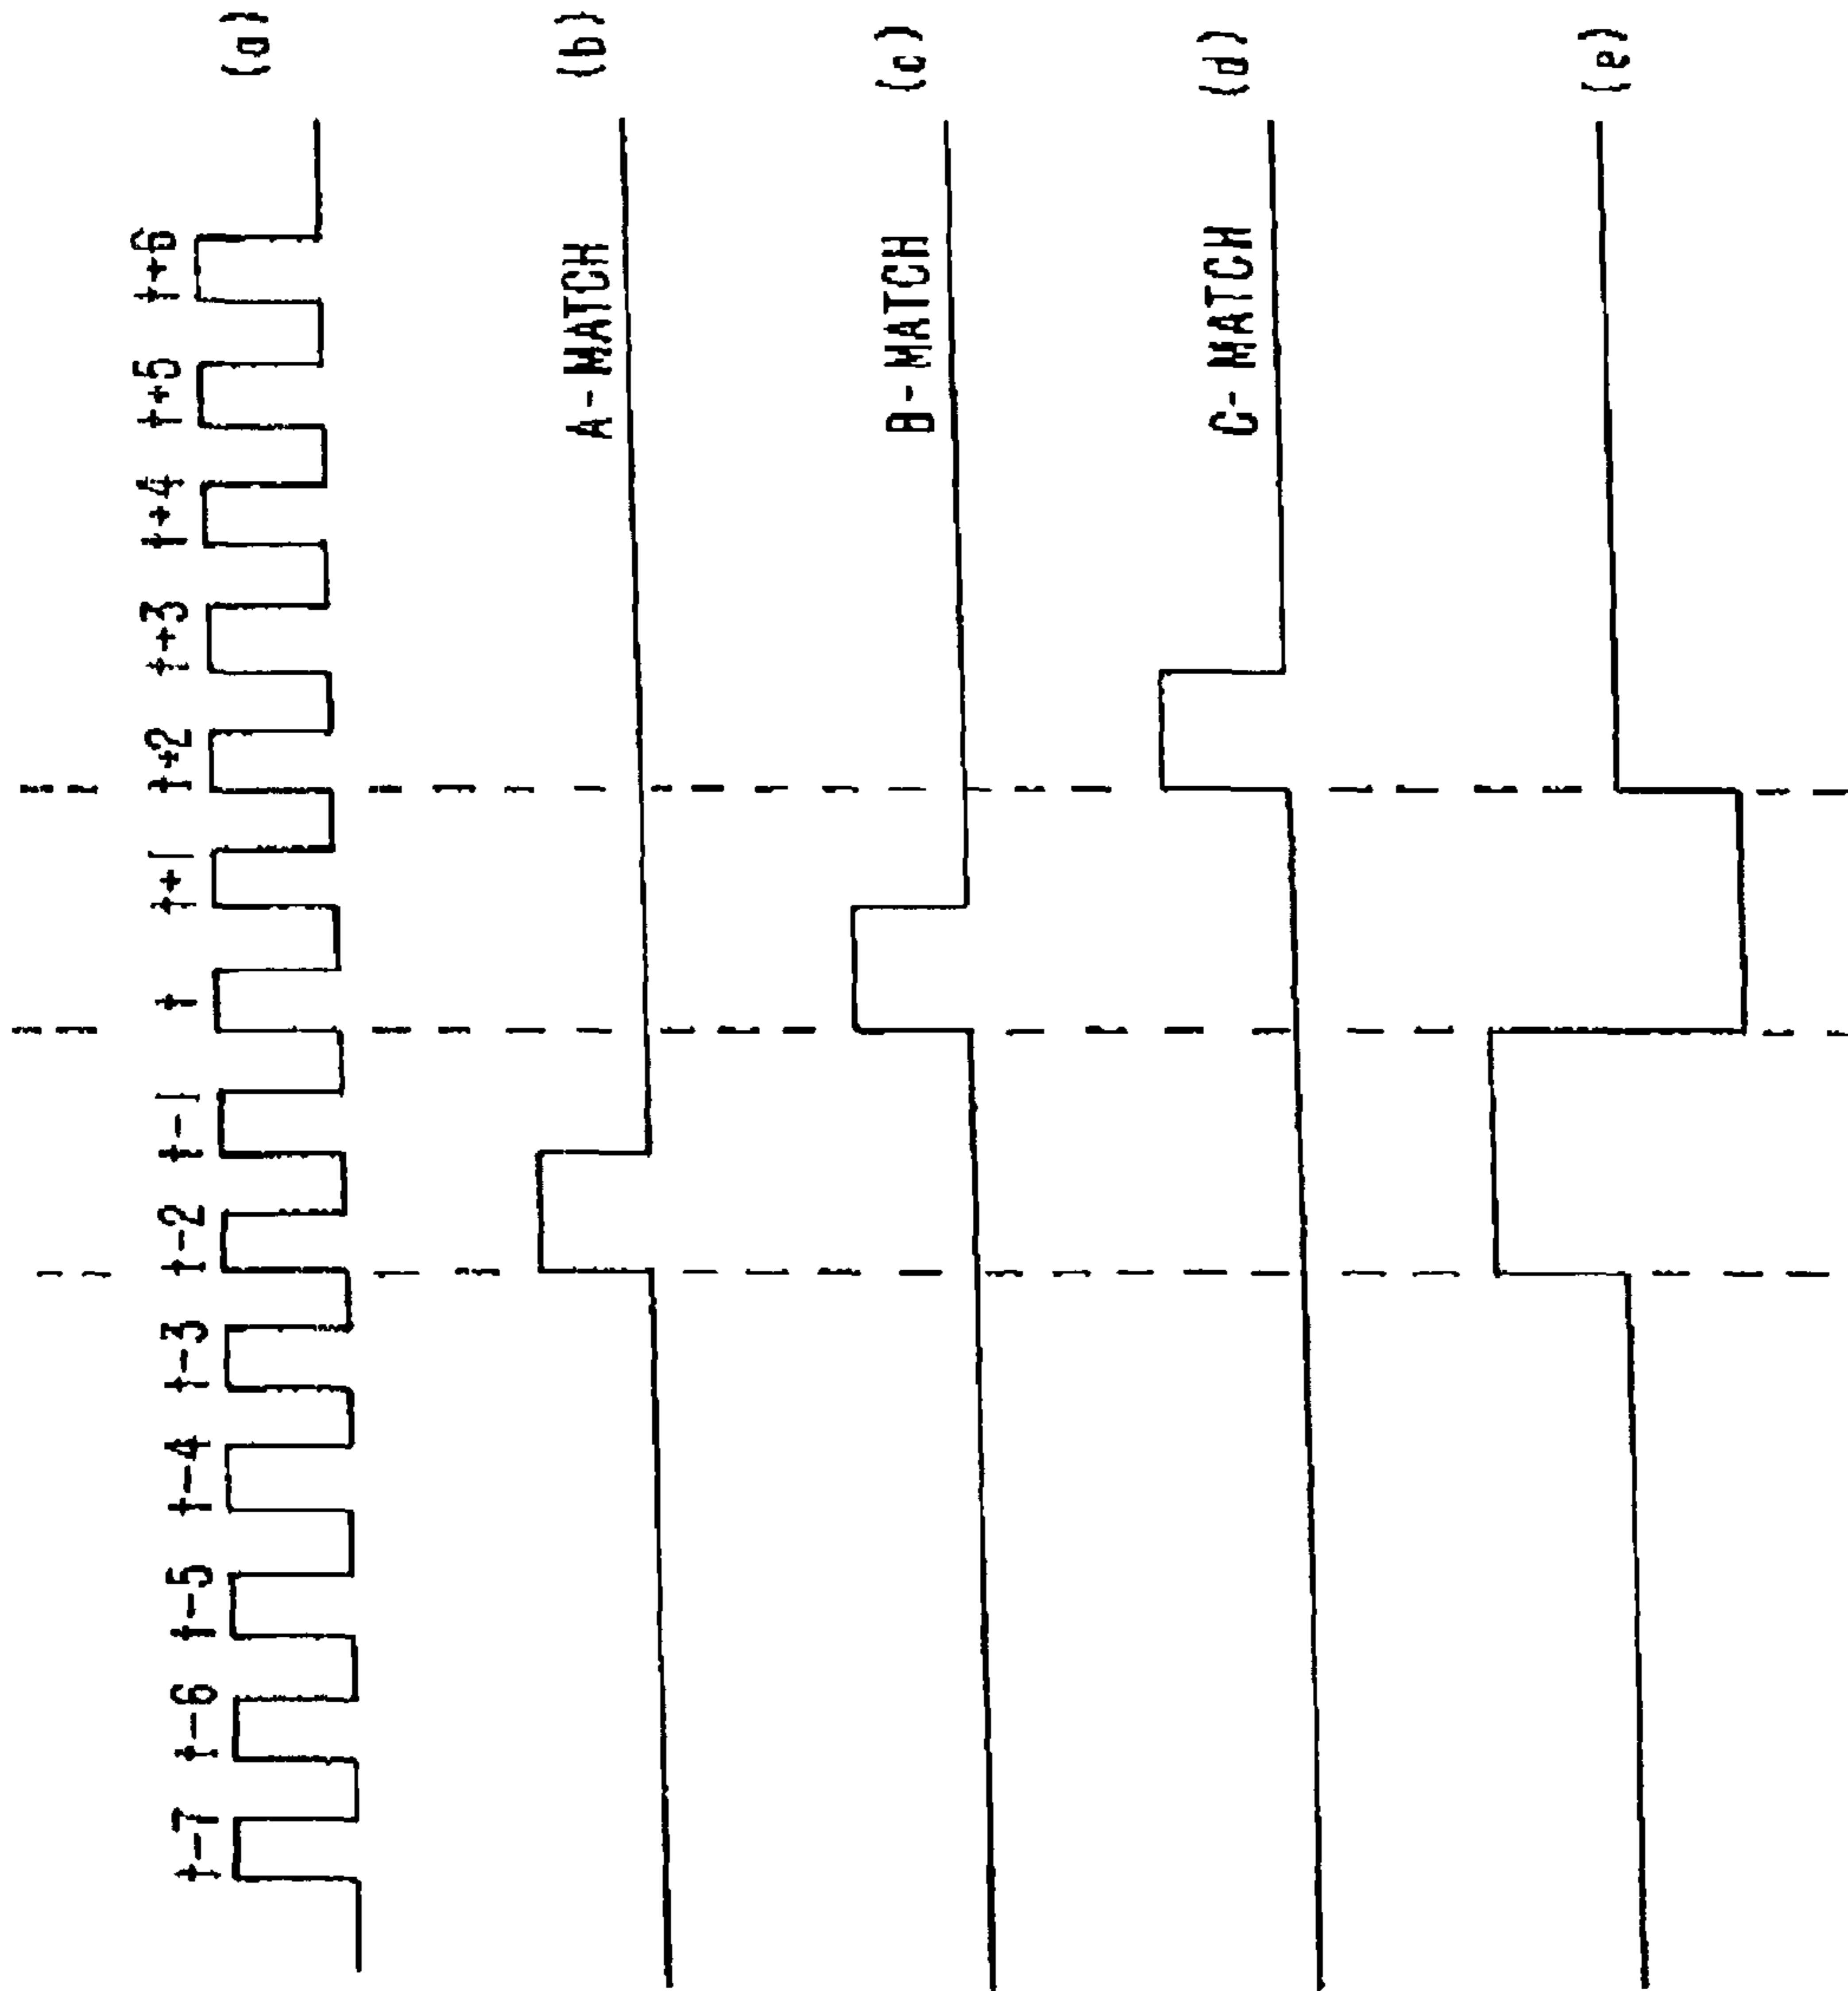 t-7 t-6 t-5 t-4 t-3 t-2 t-1 t t+1 t+2 t+3 t+4 t+5 t+6
(a)
A-MATCH (b)
B-MATCH (c)
C-MATCH (d)
(e)